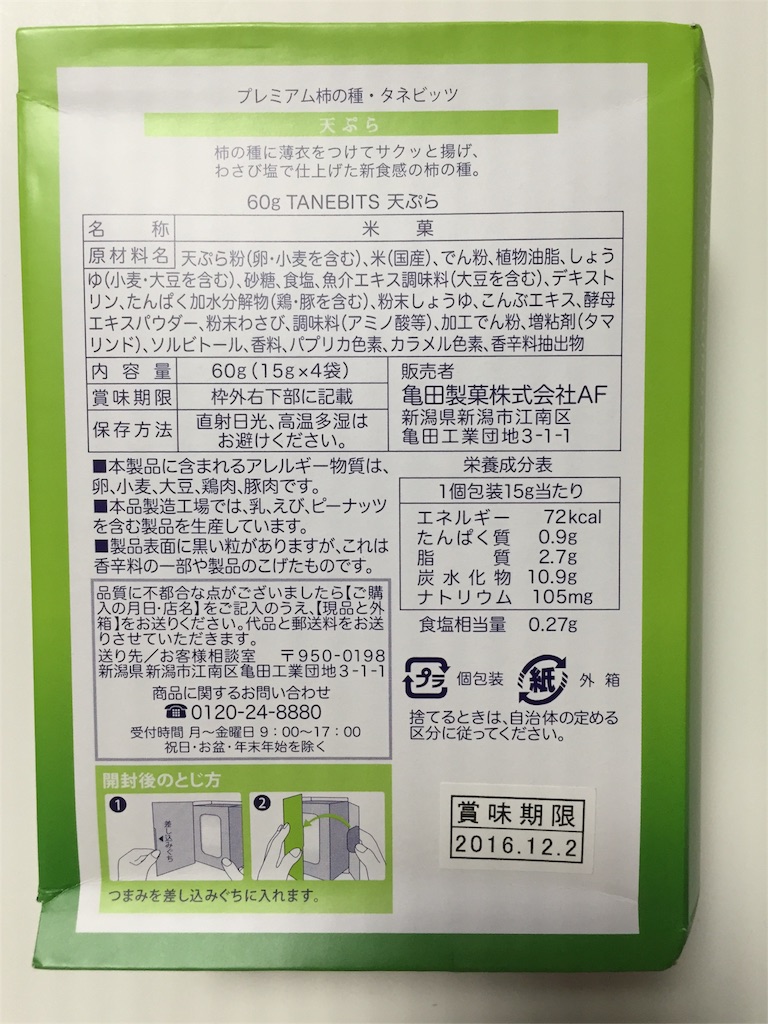 プレミアム柿の種・タネビッツ
天ぷら
柿の種に薄衣をつけてサクッと揚げ、
わさび塩で仕上げた新食感の柿の種。
60g TANEBITS 天ぷら
名称 米菓
原材料名 天ぷら粉(卵・小麦を含む)、米(国産)、でん粉、植物油脂、しょう
ゆ(小麦・大豆を含む)、砂糖、食塩、魚介エキス調味料(大豆を含む)、デキスト
リン、たんぱく加水分解物(鶏・豚を含む)、粉末しょうゆ、こんぶエキス、酵母
エキスパウダー、粉末わさび、調味料(アミノ酸等)、加工でん粉、増粘剤(タマ
リンド)、ソルビトール、香料、パプリカ色素、カラメル色素、香辛料抽出物
内容量 60g(15g×4袋)
賞味期限 枠外右下部に記載
保存方法 直射日光、高温多湿は
お避けください。
販売者
亀田製菓株式会社AF
新潟県新潟市江南区
亀田工業団地3-1-1
■本製品に含まれるアレルギー物質は、
卵、小麦、大豆、鶏肉、豚肉です。
■本品製造工場では、乳、えび、ピーナッツ
を含む製品を生産しています。
■製品表面に黒い粒がありますが、これは
香辛料の一部や製品のこげたものです。
栄養成分表
1個包装15g当たり
エネルギー 72kcal
たんぱく質 0.9g
脂質 2.7g
炭水化物 10.9g
ナトリウム 105mg
食塩相当量 0.27g
品質に不都合な点がございましたら【ご購
入の月日・店名】をご記入のうえ、【現品と外
箱】をお送りください。代品と郵送料をお送
りさせていただきます。
送り先/お客様相談室 〒950-0198
新潟県新潟市江南区亀田工業団地3-1-1
商品に関するお問い合わせ
☎0120-24-8880
受付時間 月〜金曜日 9:00〜17:00
祝日・お盆・年末年始を除く
プラ 個包装 紙 外箱
捨てるときは、自治体の定める
区分に従ってください。
開封後のとじ方
1 差し込みぐち 2
つまみを差し込みぐちに入れます。
賞味期限
2016.12.2